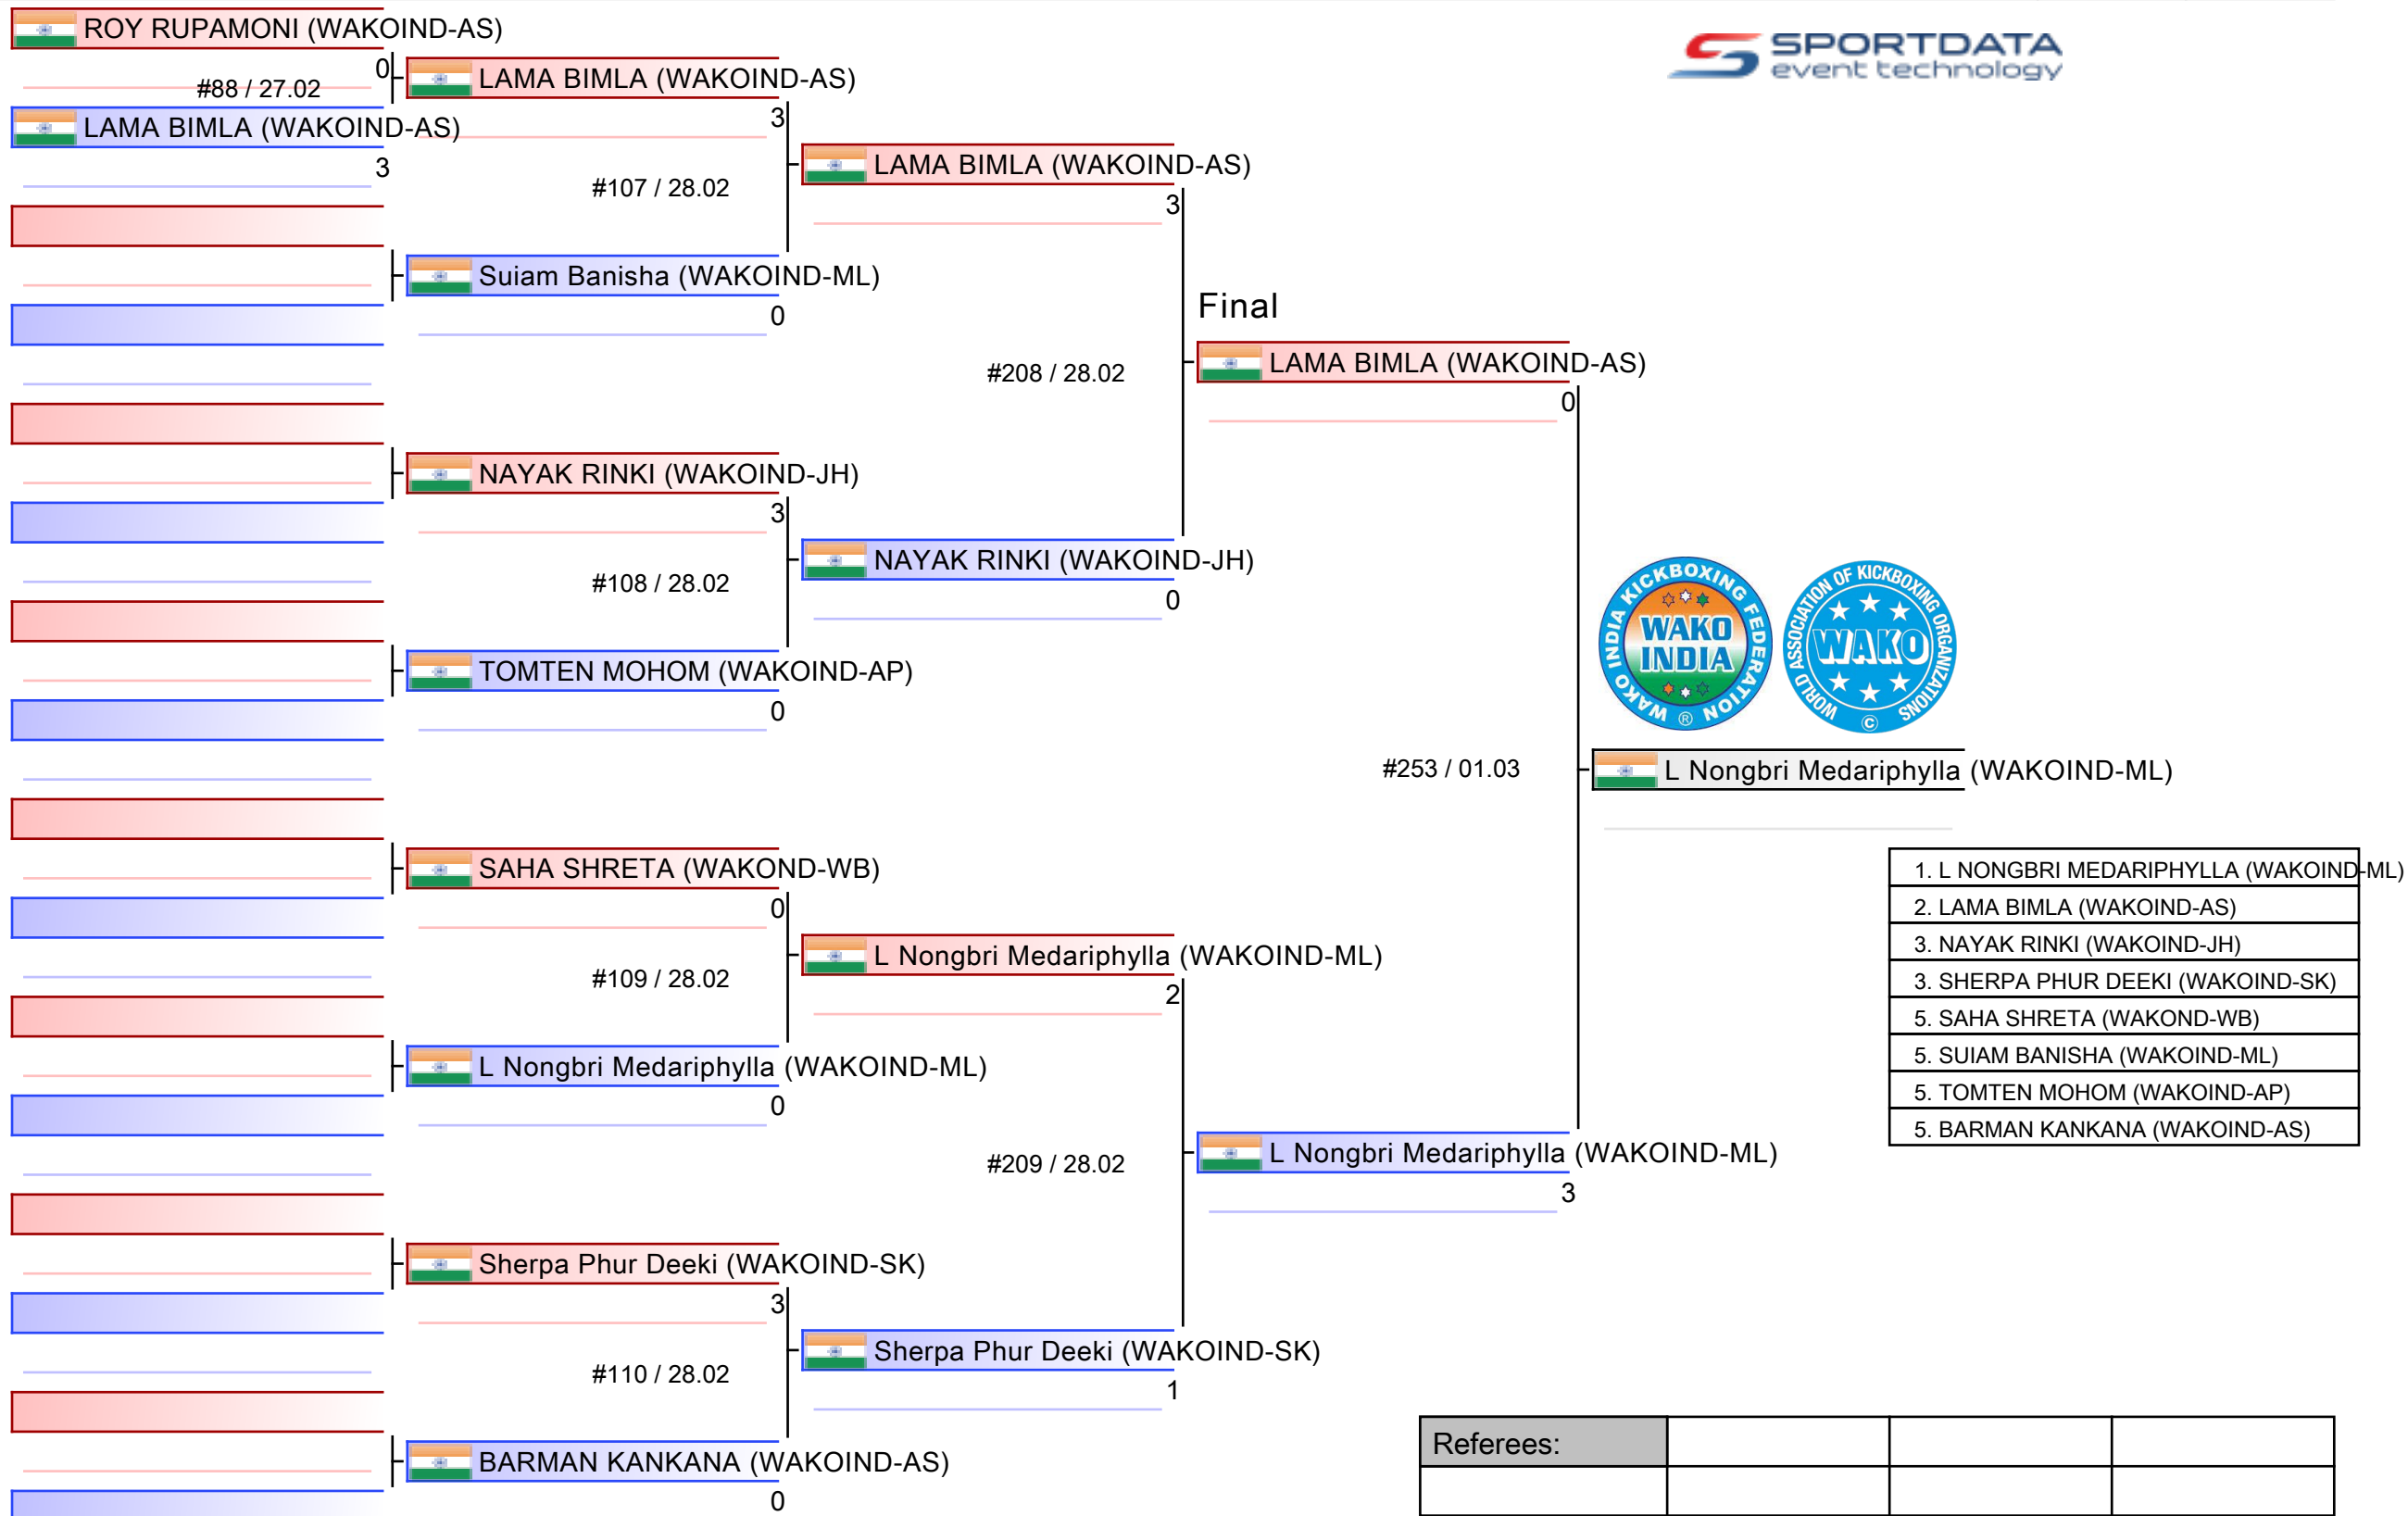 ROY RUPAMONI (WAKOIND-AS)
0
#88 / 27.02
LAMA BIMLA (WAKOIND-AS)
3
LAMA BIMLA (WAKOIND-AS)
3
#107 / 28.02
Suiam Banisha (WAKOIND-ML)
0
NAYAK RINKI (WAKOIND-JH)
3
#108 / 28.02
TOMTEN MOHOM (WAKOIND-AP)
0
SAHA SHRETA (WAKOND-WB)
0
#109 / 28.02
L Nongbri Medariphylla (WAKOIND-ML)
0
Sherpa Phur Deeki (WAKOIND-SK)
3
#110 / 28.02
BARMAN KANKANA (WAKOIND-AS)
0
LAMA BIMLA (WAKOIND-AS)
3
#208 / 28.02
NAYAK RINKI (WAKOIND-JH)
0
L Nongbri Medariphylla (WAKOIND-ML)
2
#209 / 28.02
Sherpa Phur Deeki (WAKOIND-SK)
1
Final
LAMA BIMLA (WAKOIND-AS)
0
#253 / 01.03
L Nongbri Medariphylla (WAKOIND-ML)
3
SPORTDATA
event technology
WAKO INDIA KICKBOXING FEDERATION
WAKO
INDIA
®
WORLD ASSOCIATION OF KICKBOXING ORGANIZATIONS
WAKO
©
L Nongbri Medariphylla (WAKOIND-ML)
1. L NONGBRI MEDARIPHYLLA (WAKOIND-ML)
2. LAMA BIMLA (WAKOIND-AS)
3. NAYAK RINKI (WAKOIND-JH)
3. SHERPA PHUR DEEKI (WAKOIND-SK)
5. SAHA SHRETA (WAKOND-WB)
5. SUIAM BANISHA (WAKOIND-ML)
5. TOMTEN MOHOM (WAKOIND-AP)
5. BARMAN KANKANA (WAKOIND-AS)
Referees: